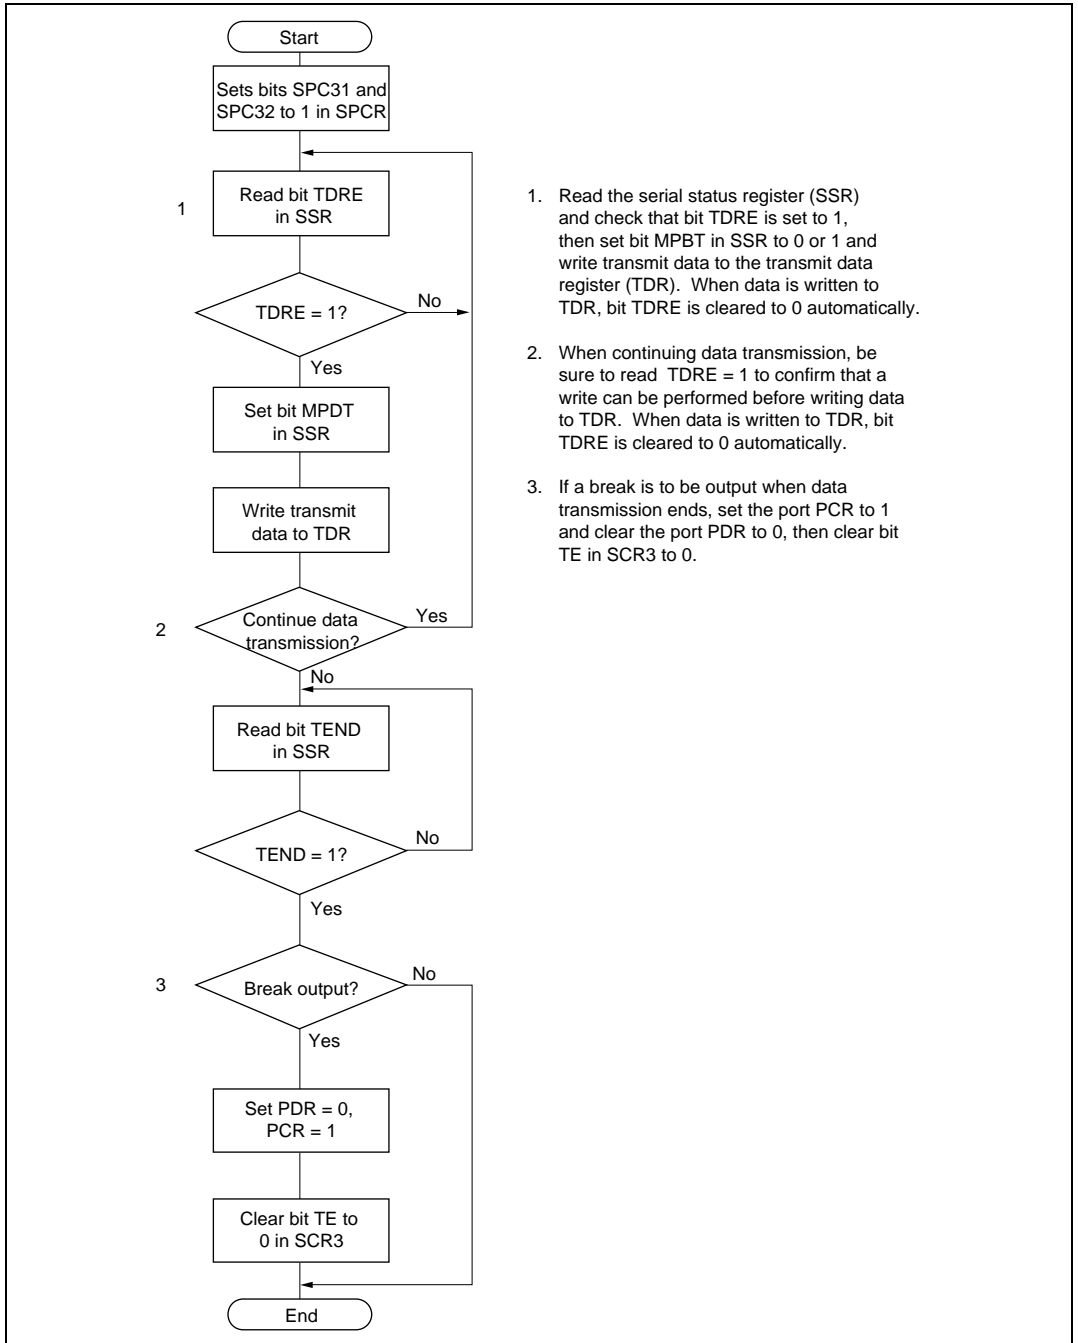 Start
Sets bits SPC31 and
SPC32 to 1 in SPCR
1
Read bit TDRE
in SSR
TDRE = 1?
No
Yes
Set bit MPDT
in SSR
Write transmit
data to TDR
2
Continue data
transmission?
Yes
No
Read bit TEND
in SSR
TEND = 1?
No
Yes
3
Break output?
No
Yes
Set PDR = 0,
PCR = 1
Clear bit TE to
0 in SCR3
End
1. Read the serial status register (SSR)
and check that bit TDRE is set to 1,
then set bit MPBT in SSR to 0 or 1 and
write transmit data to the transmit data
register (TDR). When data is written to
TDR, bit TDRE is cleared to 0 automatically.
2. When continuing data transmission, be
sure to read TDRE = 1 to confirm that a
write can be performed before writing data
to TDR. When data is written to TDR, bit
TDRE is cleared to 0 automatically.
3. If a break is to be output when data
transmission ends, set the port PCR to 1
and clear the port PDR to 0, then clear bit
TE in SCR3 to 0.